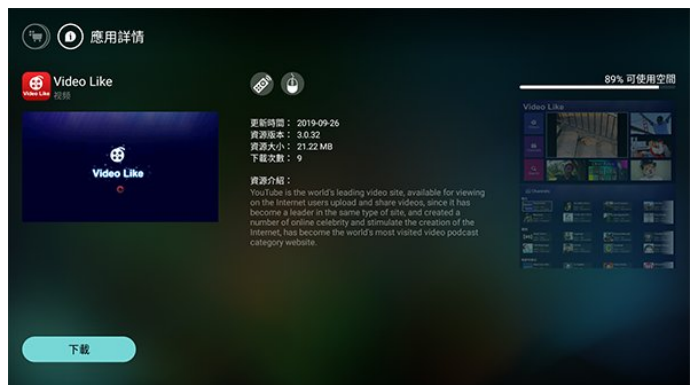 應用詳情
Video Like
視頻
Video Like
89% 可使用空間
Video Like
更新時間： 2019-09-26
資源版本： 3.0.32
資源大小： 21.22 MB
下載次數： 9
資源介紹：
YouTube is the world's leading video site, available for viewing
on the Internet users upload and share videos, since it has
become a leader in the same type of site, and created a
number of online celebrity and stimulate the creation of the
Internet, has become the world's most visited video podcast
category website.
Video Like
Channels
下載